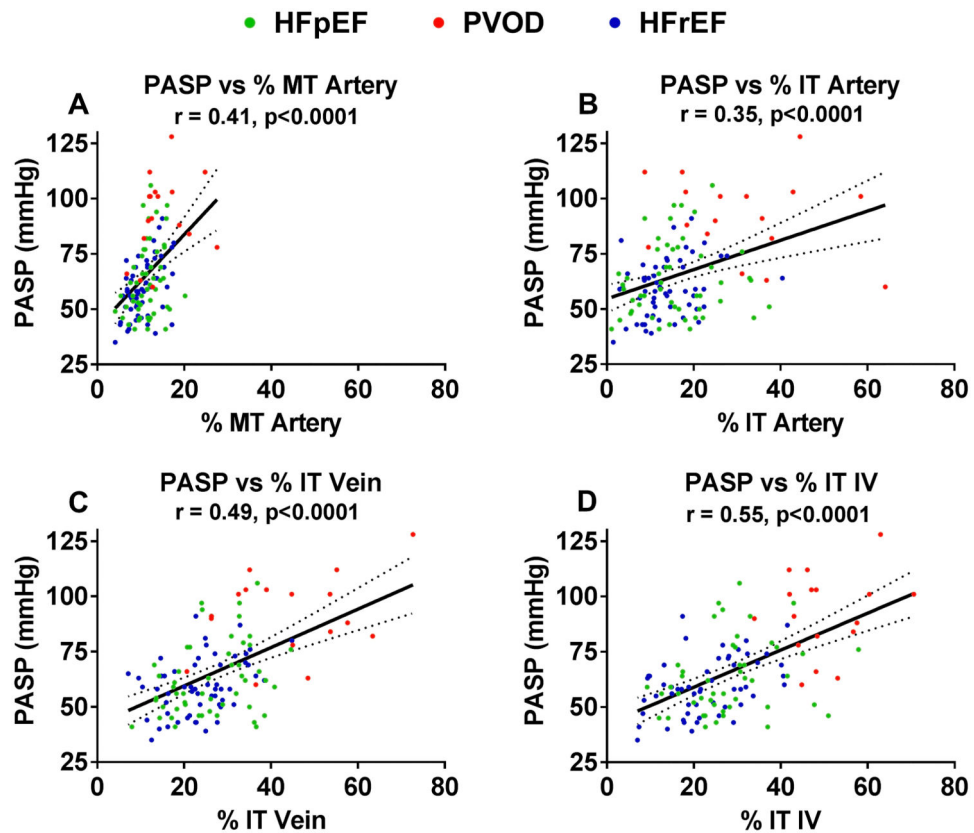 HFpEF PVOD HFrEF
A
PASP vs % MT Artery
r = 0.41, p<0.0001
PASP (mmHg)
125
100
75
50
25
0 20 40 60 80
% MT Artery
B
PASP vs % IT Artery
r = 0.35, p<0.0001
PASP (mmHg)
125
100
75
50
25
0 20 40 60 80
% IT Artery
C
PASP vs % IT Vein
r = 0.49, p<0.0001
PASP (mmHg)
125
100
75
50
25
0 20 40 60 80
% IT Vein
D
PASP vs % IT IV
r = 0.55, p<0.0001
PASP (mmHg)
125
100
75
50
25
0 20 40 60 80
% IT IV